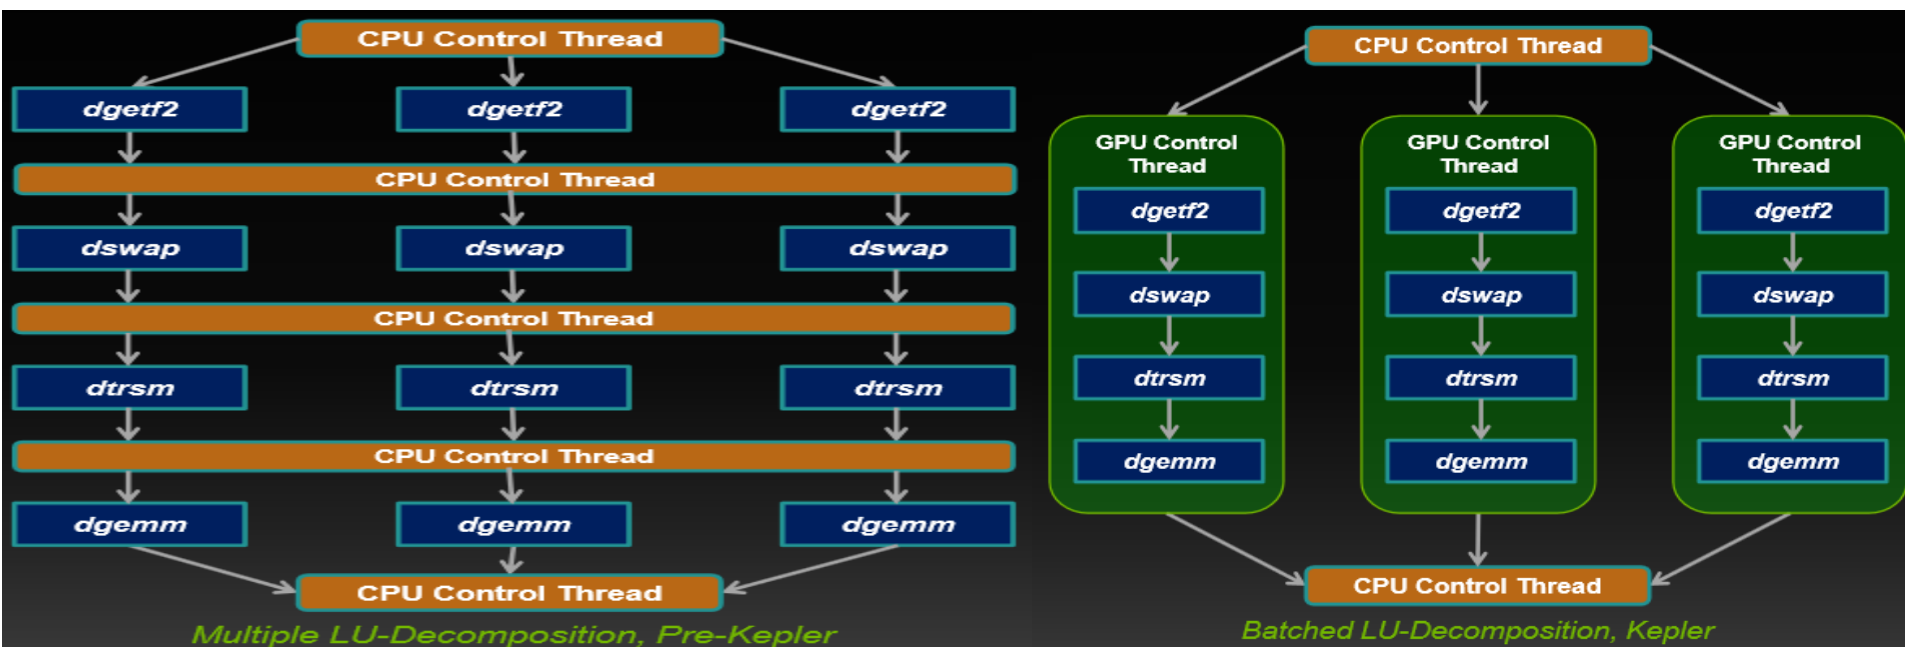 CPU Control Thread
dgetf2 dgetf2 dgetf2
CPU Control Thread
dswap dswap dswap
CPU Control Thread
dtrsm dtrsm dtrsm
CPU Control Thread
dgemm dgemm dgemm
CPU Control Thread
Multiple LU-Decomposition, Pre-Kepler
CPU Control Thread
GPU Control
Thread
dgetf2
dswap
dtrsm
dgemm
GPU Control
Thread
dgetf2
dswap
dtrsm
dgemm
GPU Control
Thread
dgetf2
dswap
dtrsm
dgemm
CPU Control Thread
Batched LU-Decomposition, Kepler